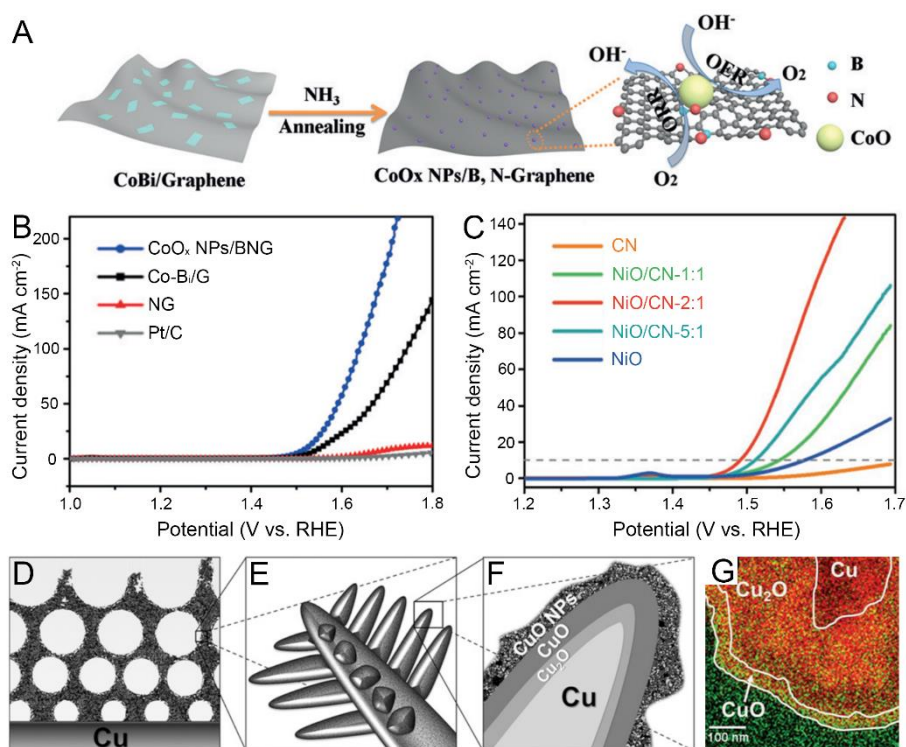 A
NH₃
Annealing
CoBi/Graphene
CoOx NPs/B, N-Graphene
OH⁻
OH⁻
OER
O₂
ORR
O₂
B
N
CoO
B
Current density (mA cm⁻²)
200
150
100
50
0
CoOₓ NPs/BNG
Co-Bᵢ/G
NG
Pt/C
1.0 1.2 1.4 1.6 1.8
Potential (V vs. RHE)
C
Current density (mA cm⁻²)
140
120
100
80
60
40
20
0
CN
NiO/CN-1:1
NiO/CN-2:1
NiO/CN-5:1
NiO
1.2 1.3 1.4 1.5 1.6 1.7
Potential (V vs. RHE)
D
Cu
E
F
CuO NPs
CuO
Cu₂O
Cu
G
Cu
Cu₂O
CuO
100 nm